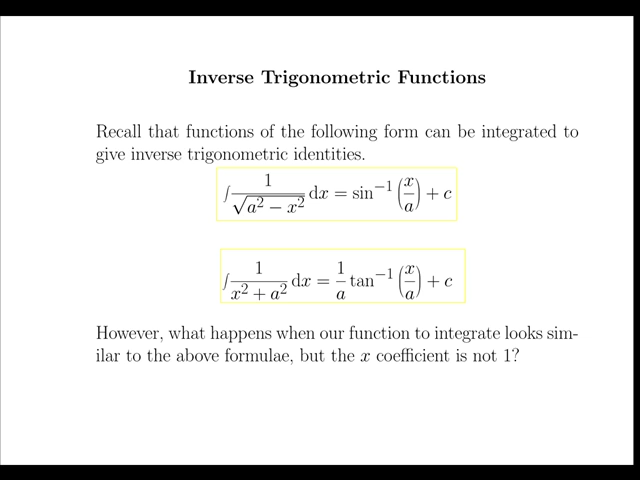 Inverse Trigonometric Functions
Recall that functions of the following form can be integrated to
give inverse trigonometric identities.
∫ 1/√(a² − x²) dx = sin⁻¹ (x/a) + c
∫ 1/(x² + a²) dx = 1/a tan⁻¹ (x/a) + c
However, what happens when our function to integrate looks sim-
ilar to the above formulae, but the x coefficient is not 1?